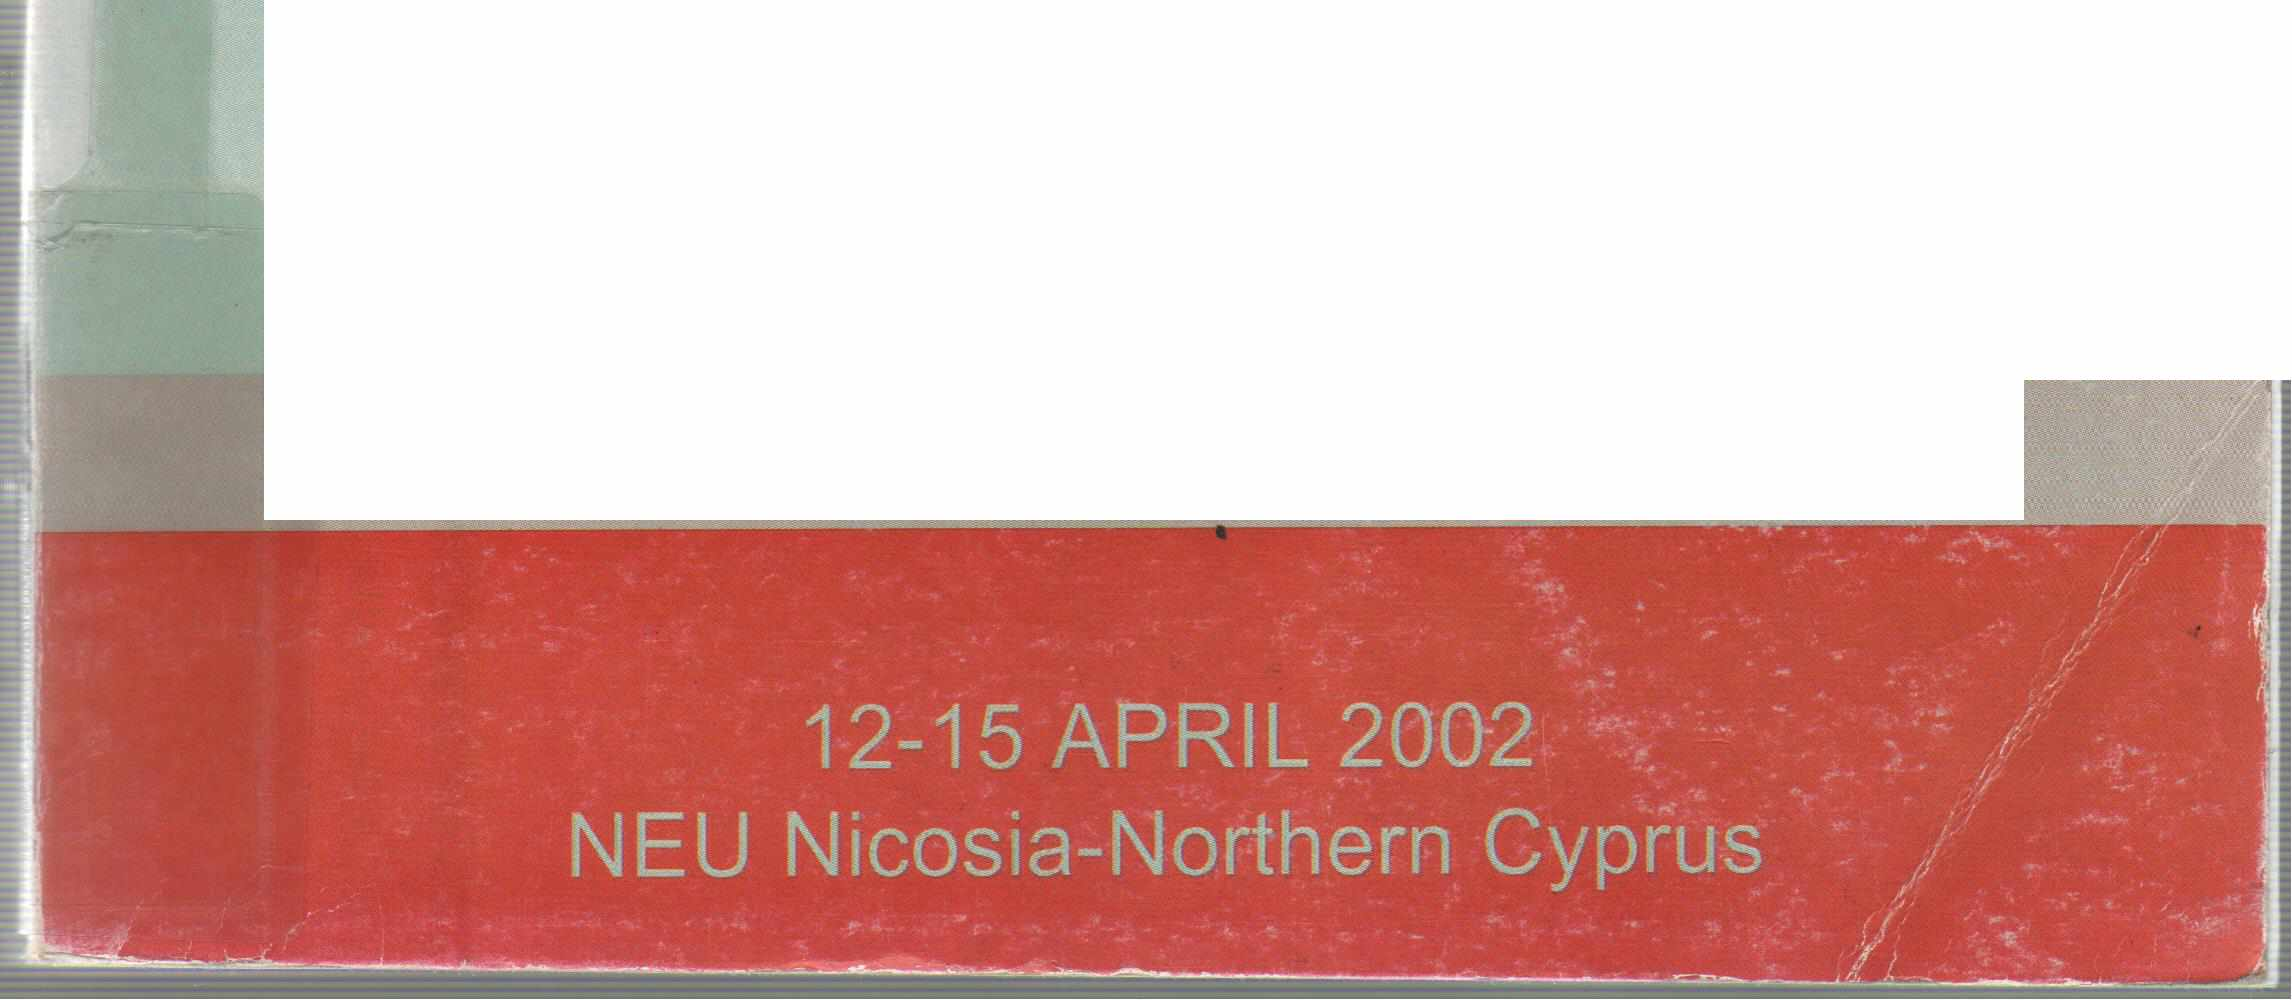 12-15 APRIL 2002
NEU Nicosia-Northern Cyprus